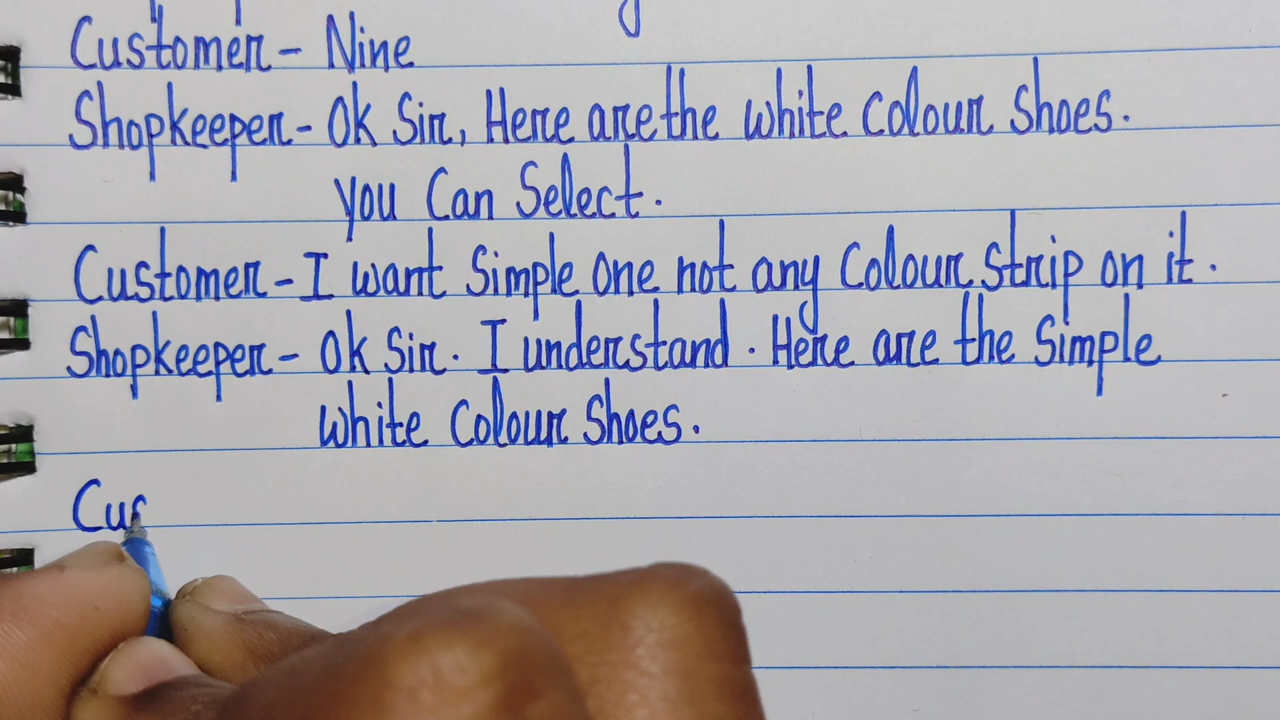 Customer - Nine
Shopkeeper - Ok Sir, Here are the white Colour Shoes.
you Can Select.
Customer - I want Simple one not any Colour Strip on it.
Shopkeeper - Ok Sir. I understand. Here are the Simple
white Colour Shoes.
Cus